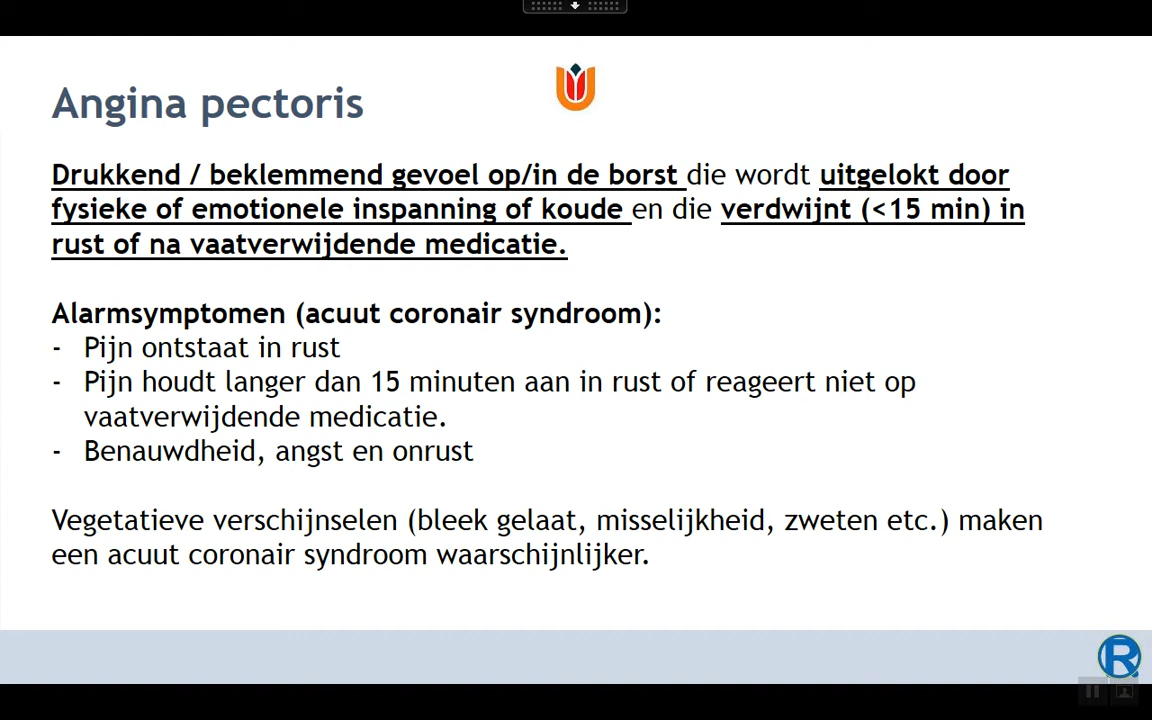 Angina pectoris
Drukkend / beklemmend gevoel op/in de borst die wordt uitgelokt door
fysieke of emotionele inspanning of koude en die verdwijnt (<15 min) in
rust of na vaatverwijdende medicatie.
Alarmsymptomen (acuut coronair syndroom):
- Pijn ontstaat in rust
- Pijn houdt langer dan 15 minuten aan in rust of reageert niet op
vaatverwijdende medicatie.
- Benauwdheid, angst en onrust
Vegetatieve verschijnselen (bleek gelaat, misselijkheid, zweten etc.) maken
een acuut coronair syndroom waarschijnlijker.
R